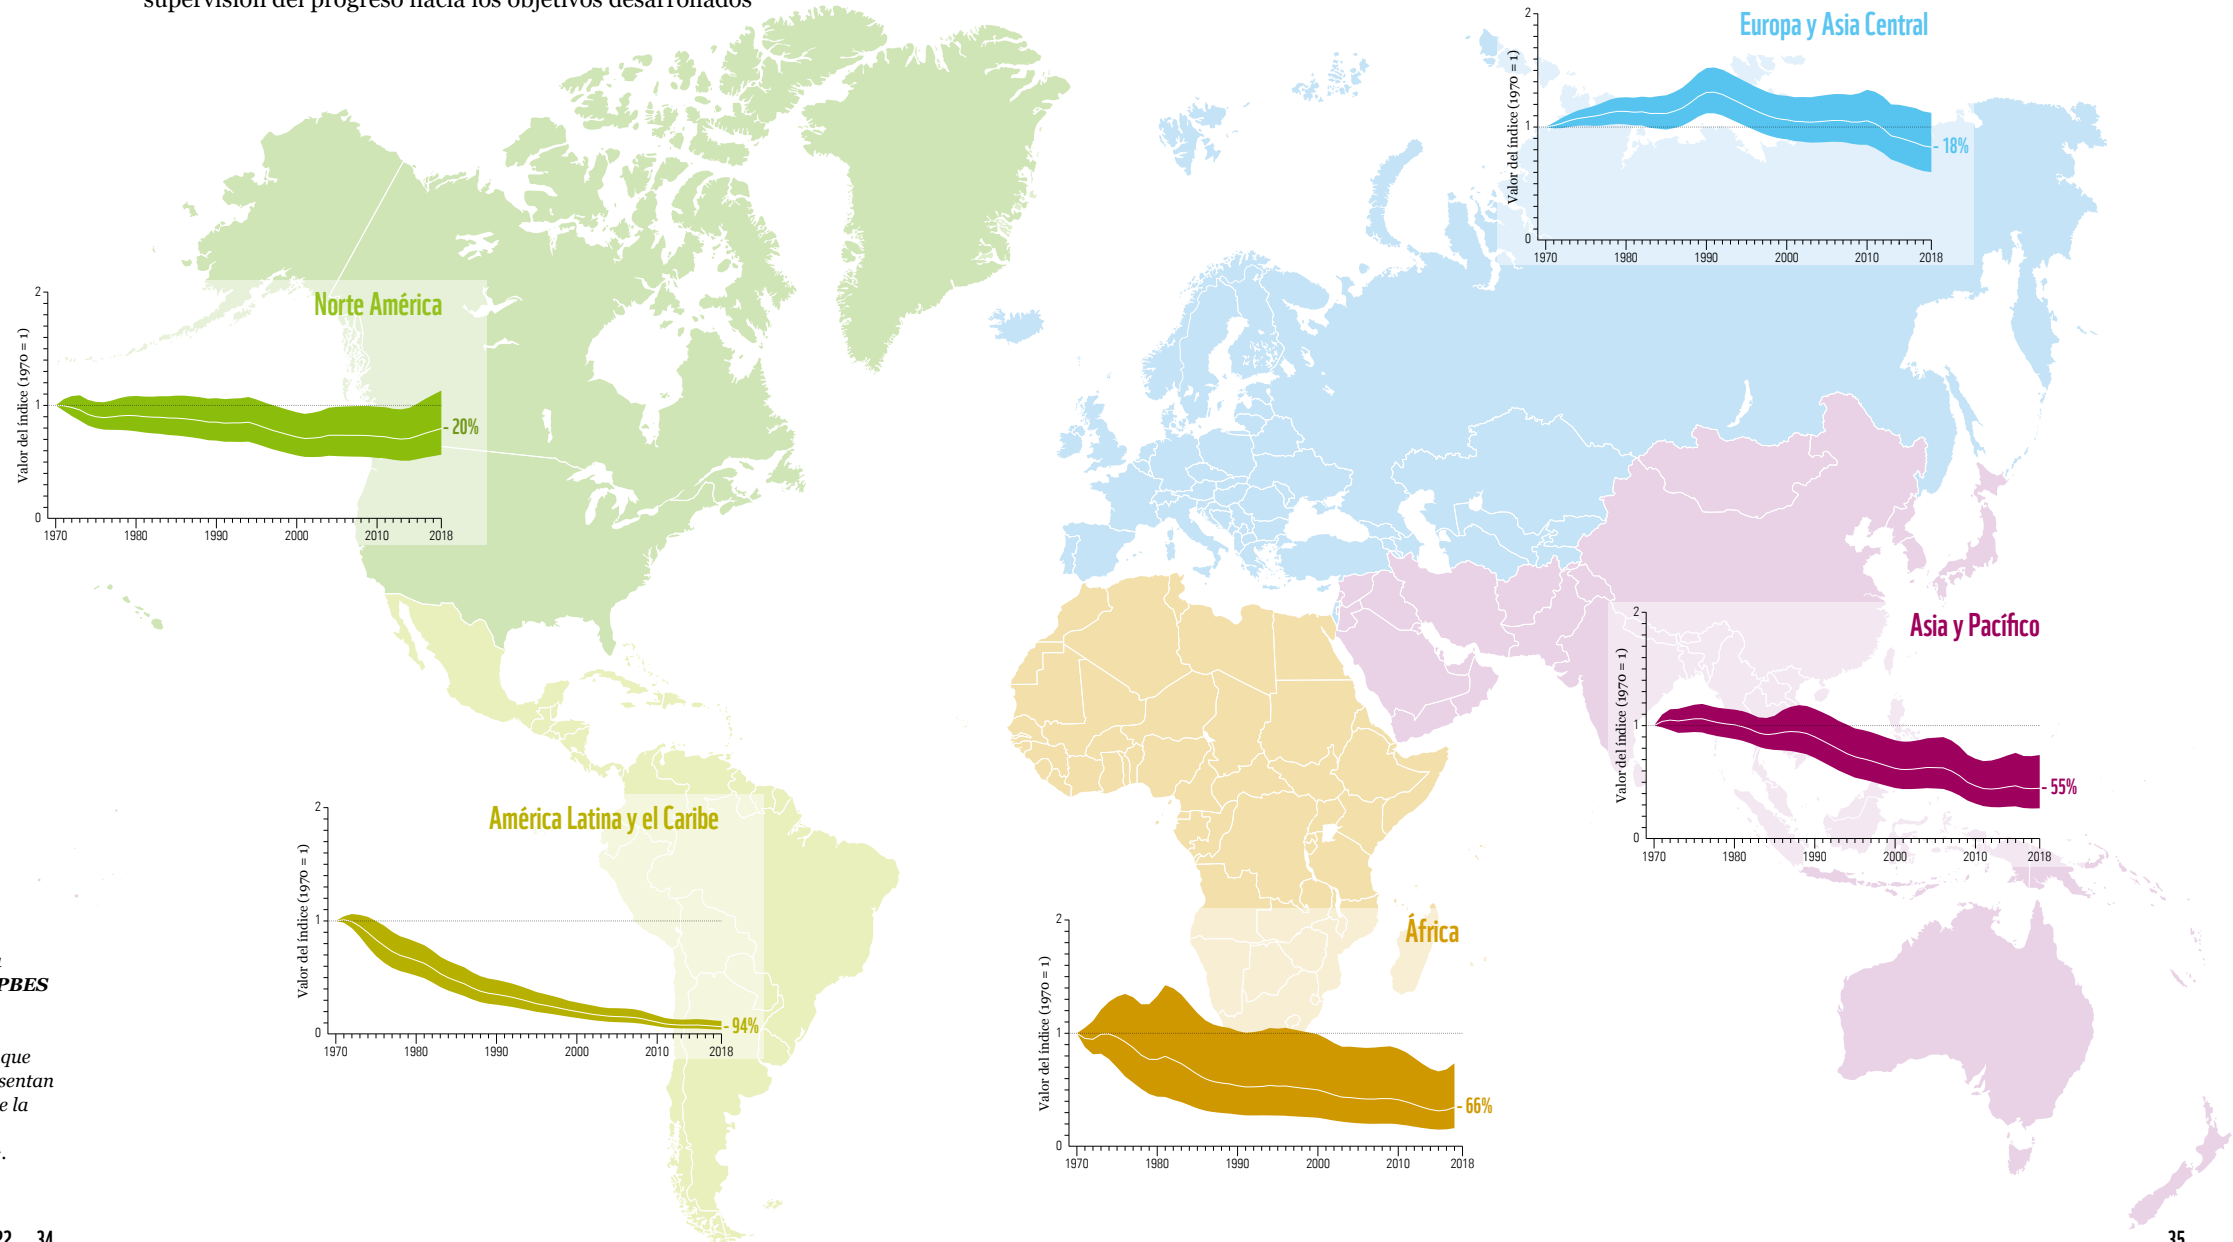 supervisión del progreso hacia los objetivos desarrollados
Europa y Asia Central
Valor del índice (1970 = 1)
2
1
0
1970 1980 1990 2000 2010 2018
- 18%
Norte América
Valor del índice (1970 = 1)
2
1
0
1970 1980 1990 2000 2010 2018
- 20%
Asia y Pacífico
Valor del índice (1970 = 1)
2
1
0
1970 1980 1990 2000 2010 2018
- 55%
América Latina y el Caribe
Valor del índice (1970 = 1)
2
1
0
1970 1980 1990 2000 2010 2018
- 94%
África
Valor del índice (1970 = 1)
2
1
0
1970 1980 1990 2000 2010 2018
- 66%
PBES
que
sentan
e la
.
22 34
35